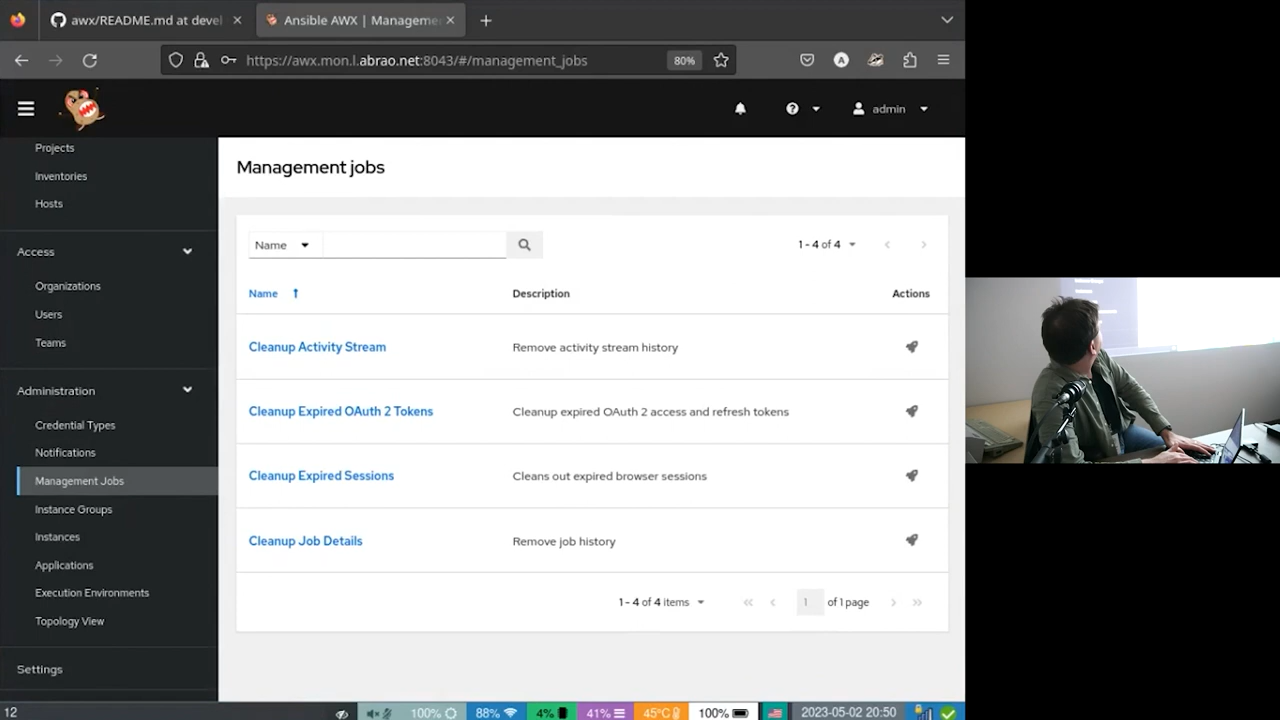 awx/README.md at devel
Ansible AWX | Manageme
https://awx.mon.l.abrao.net:8043/#/management_jobs
80%
A
admin
Projects
Inventories
Hosts
Access
Organizations
Users
Teams
Administration
Credential Types
Notifications
Management Jobs
Instance Groups
Instances
Applications
Execution Environments
Topology View
Settings
Management jobs
Name
1 - 4 of 4
Name
Description
Actions
Cleanup Activity Stream
Remove activity stream history
Cleanup Expired OAuth 2 Tokens
Cleanup expired OAuth 2 access and refresh tokens
Cleanup Expired Sessions
Cleans out expired browser sessions
Cleanup Job Details
Remove job history
1 - 4 of 4 items
1
of 1 page
12
100%
88%
4%
41%
45°C
100%
2023-05-02 20:50